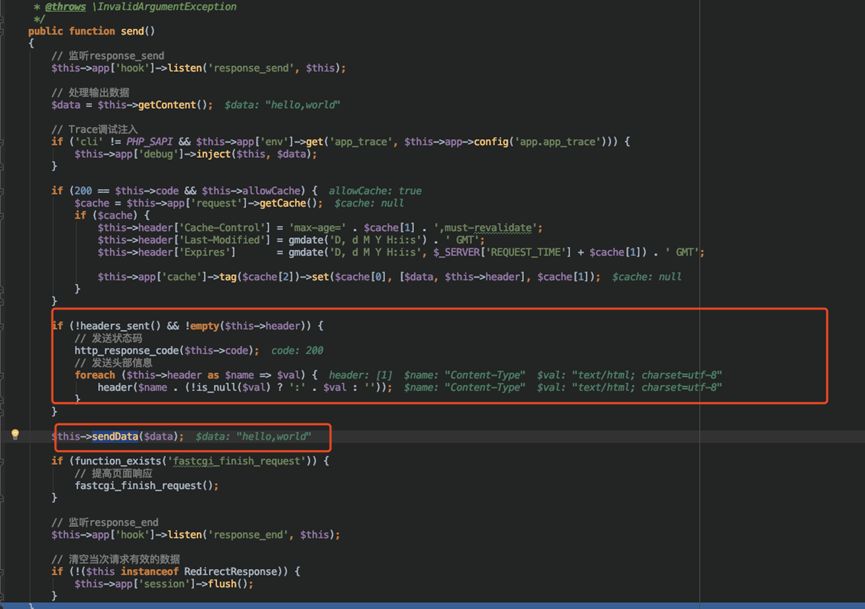 * @throws \InvalidArgumentException
*/
public function send()
{
// 监听response_send
$this->app['hook']->listen('response_send', $this);
// 处理输出数据
$data = $this->getContent(); $data: "hello,world"
// Trace调试注入
if ('cli' != PHP_SAPI && $this->app['env']->get('app_trace', $this->app->config('app.app_trace'))) {
$this->app['debug']->inject($this, $data);
}
if (200 == $this->code && $this->allowCache) { allowCache: true
$cache = $this->app['request']->getCache(); $cache: null
if ($cache) {
$this->header['Cache-Control'] = 'max-age=' . $cache[1] . ',must-revalidate';
$this->header['Last-Modified'] = gmdate('D, d M Y H:i:s') . ' GMT';
$this->header['Expires'] = gmdate('D, d M Y H:i:s', $_SERVER['REQUEST_TIME'] + $cache[1]) . ' GMT';
$this->app['cache']->tag($cache[2])->set($cache[0], [$data, $this->header], $cache[1]); $cache: null
}
}
if (!headers_sent() && !empty($this->header)) {
// 发送状态码
http_response_code($this->code); code: 200
// 发送头部信息
foreach ($this->header as $name => $val) { header: [1] $name: "Content-Type" $val: "text/html; charset=utf-8"
header($name . (!is_null($val) ? ':' . $val : '')); $name: "Content-Type" $val: "text/html; charset=utf-8"
}
}
$this->sendData($data); $data: "hello,world"
if (function_exists('fastcgi_finish_request')) {
// 提高页面响应
fastcgi_finish_request();
}
// 监听response_end
$this->app['hook']->listen('response_end', $this);
// 清空当次请求有效的数据
if (!($this instanceof RedirectResponse)) {
$this->app['session']->flush();
}
}